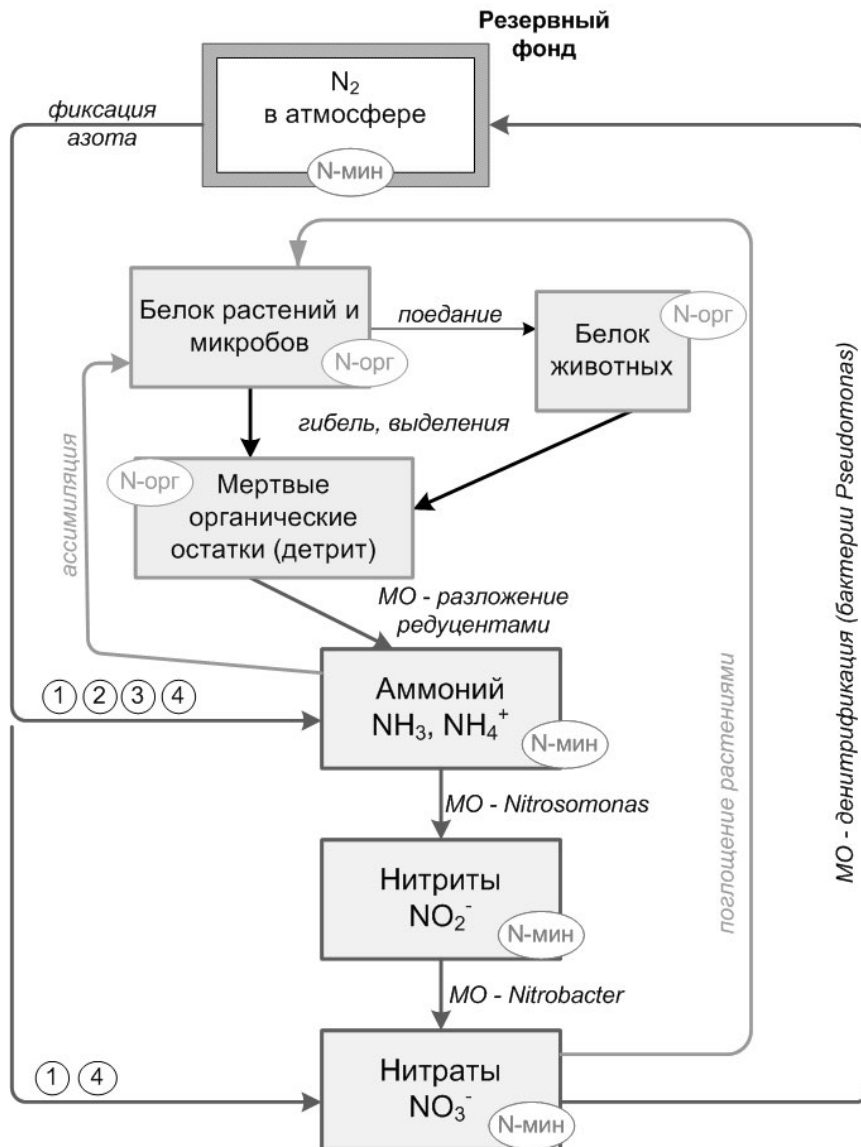 Резервный
фонд
N₂
в атмосфере
N-мин
фиксация
азота
Белок растений и
микробов
N-орг
поедание
Белок
животных
N-орг
гибель, выделения
N-орг
Мертвые
органические
остатки (детрит)
ассимиляция
МО - разложение
редуцентами
1 2 3 4
Аммоний
NH₃, NH₄⁺
N-мин
МО - Nitrosomonas
Нитриты
NO₂⁻
N-мин
МО - Nitrobacter
1 4
Нитраты
NO₃⁻
N-мин
поглощение растениями
МО - денитрификация (бактерии Pseudomonas)